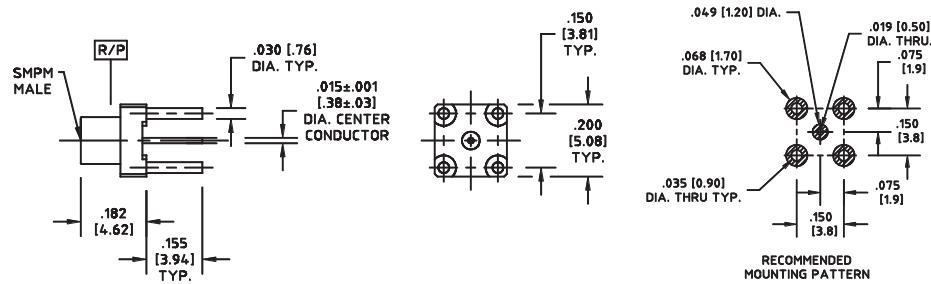 R/P
SMPM
MALE
.030 [.76]
DIA. TYP.
.015±.001
[.38±.03]
DIA. CENTER
CONDUCTOR
.182
[4.62]
.155
[3.94]
TYP.
.150
[3.81]
TYP.
.200
[5.08]
TYP.
.049 [1.20] DIA.
.019 [0.50]
DIA. THRU.
.068 [1.70]
DIA. TYP.
.075
[1.9]
.150
[3.8]
.035 [0.90]
DIA. THRU TYP.
.075
[1.9]
.150
[3.8]
RECOMMENDED
MOUNTING PATTERN